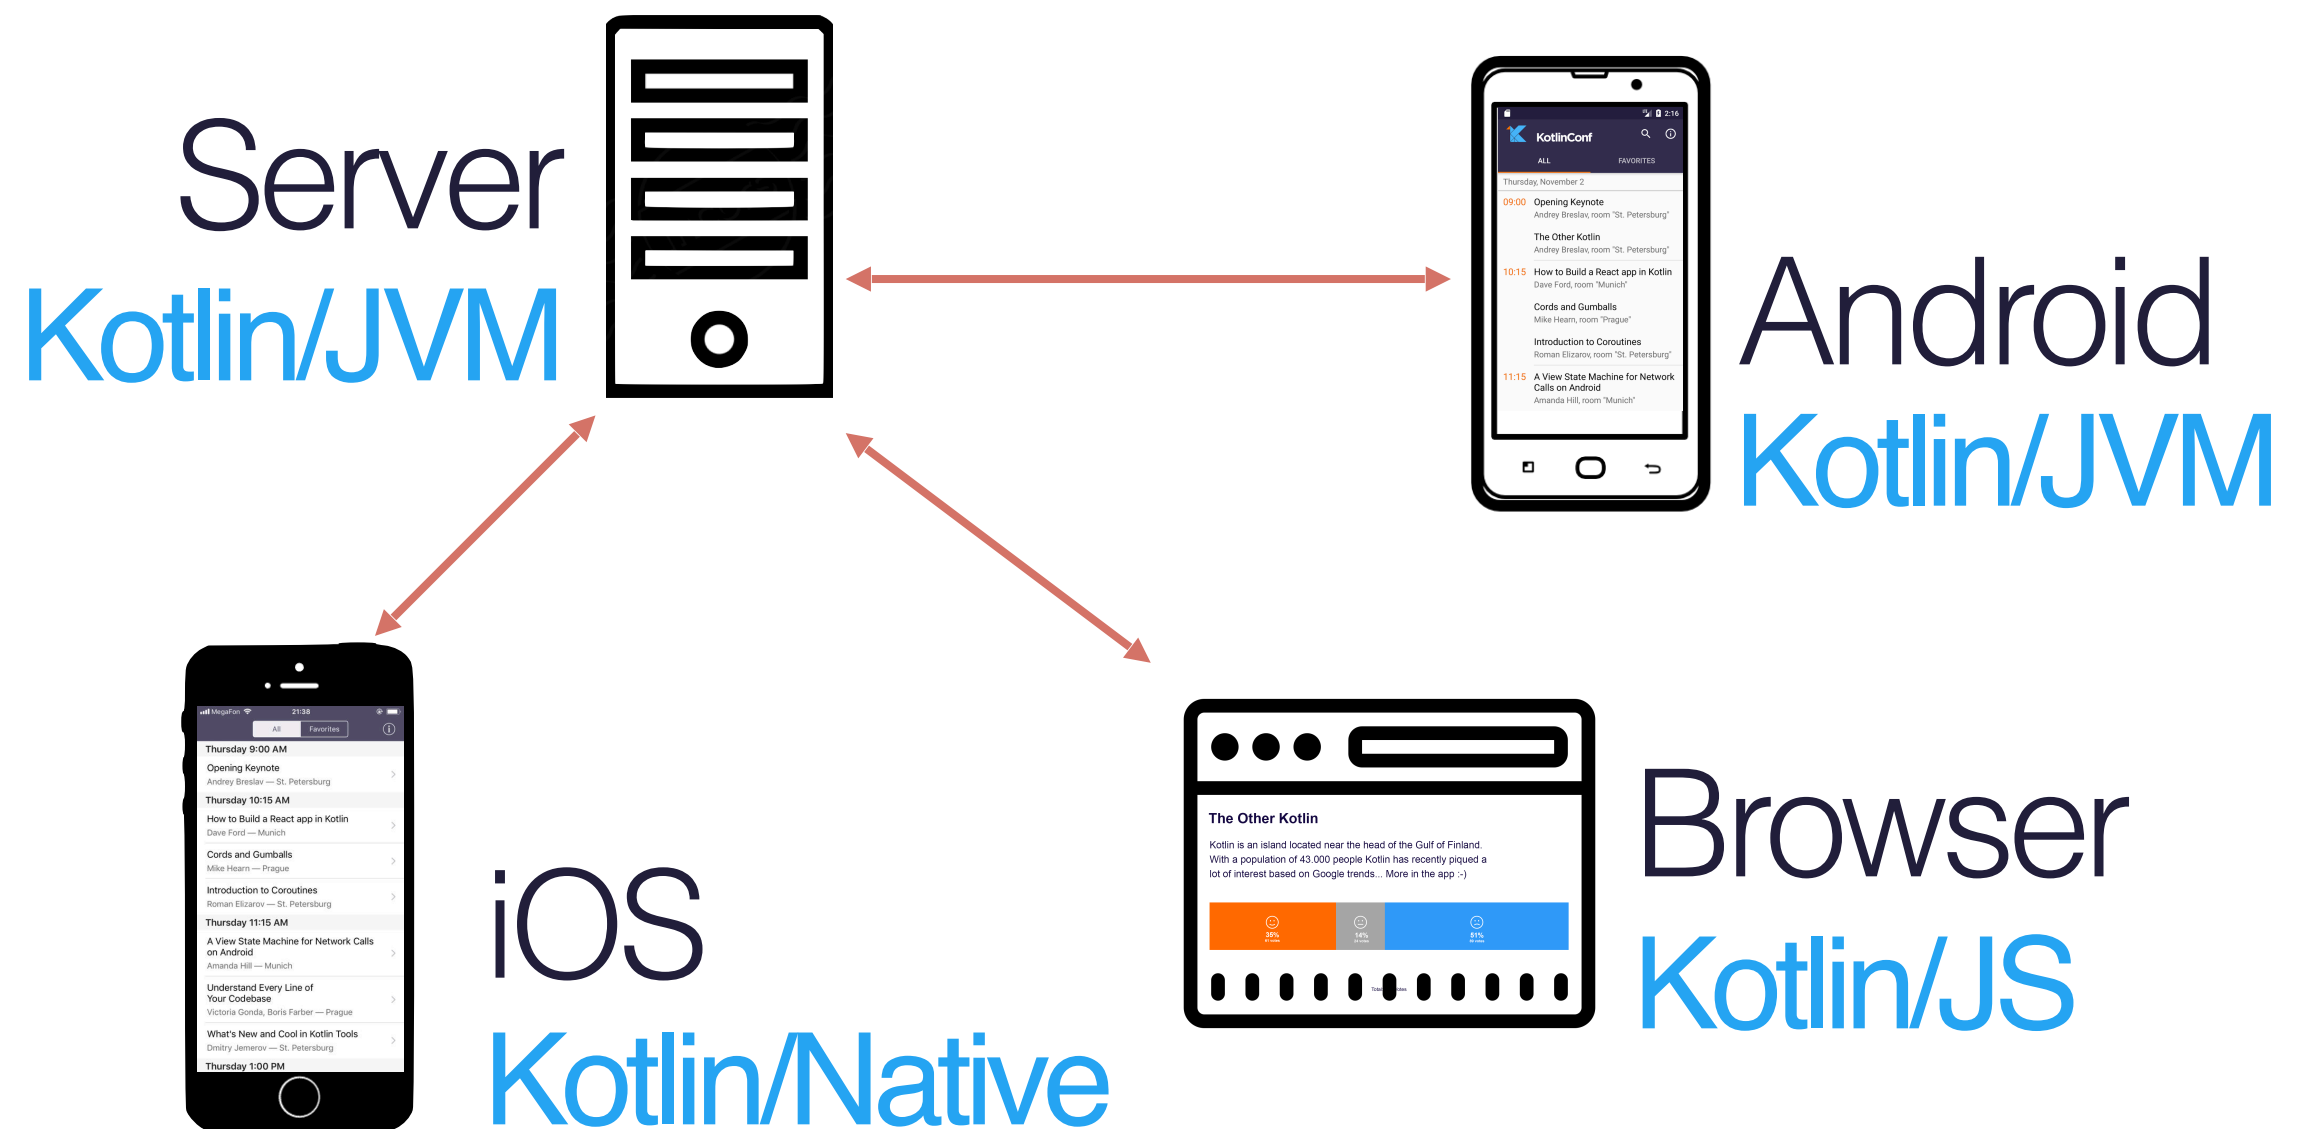 Server
Kotlin/JVM
2:16
KotlinConf
ALL FAVORITES
Thursday, November 2
09:00 Opening Keynote
Andrey Breslav, room "St. Petersburg"
The Other Kotlin
Andrey Breslav, room "St. Petersburg"
10:15 How to Build a React app in Kotlin
Dave Ford, room "Munich"
Cords and Gumballs
Mike Hearn, room "Prague"
Introduction to Coroutines
Roman Elizarov, room "St. Petersburg"
11:15 A View State Machine for Network
Calls on Android
Amanda Hill, room "Munich"
Android
Kotlin/JVM
MegaFon 21:38
All Favorites
Thursday 9:00 AM
Opening Keynote
Andrey Breslav — St. Petersburg
Thursday 10:15 AM
How to Build a React app in Kotlin
Dave Ford — Munich
Cords and Gumballs
Mike Hearn — Prague
Introduction to Coroutines
Roman Elizarov — St. Petersburg
Thursday 11:15 AM
A View State Machine for Network Calls
on Android
Amanda Hill — Munich
Understand Every Line of
Your Codebase
Victoria Gonda, Boris Farber — Prague
What's New and Cool in Kotlin Tools
Dmitry Jemerov — St. Petersburg
Thursday 1:00 PM
iOS
Kotlin/Native
The Other Kotlin
Kotlin is an island located near the head of the Gulf of Finland.
With a population of 43.000 people Kotlin has recently piqued a
lot of interest based on Google trends... More in the app :-)
35% 14% 51%
Browser
Kotlin/JS